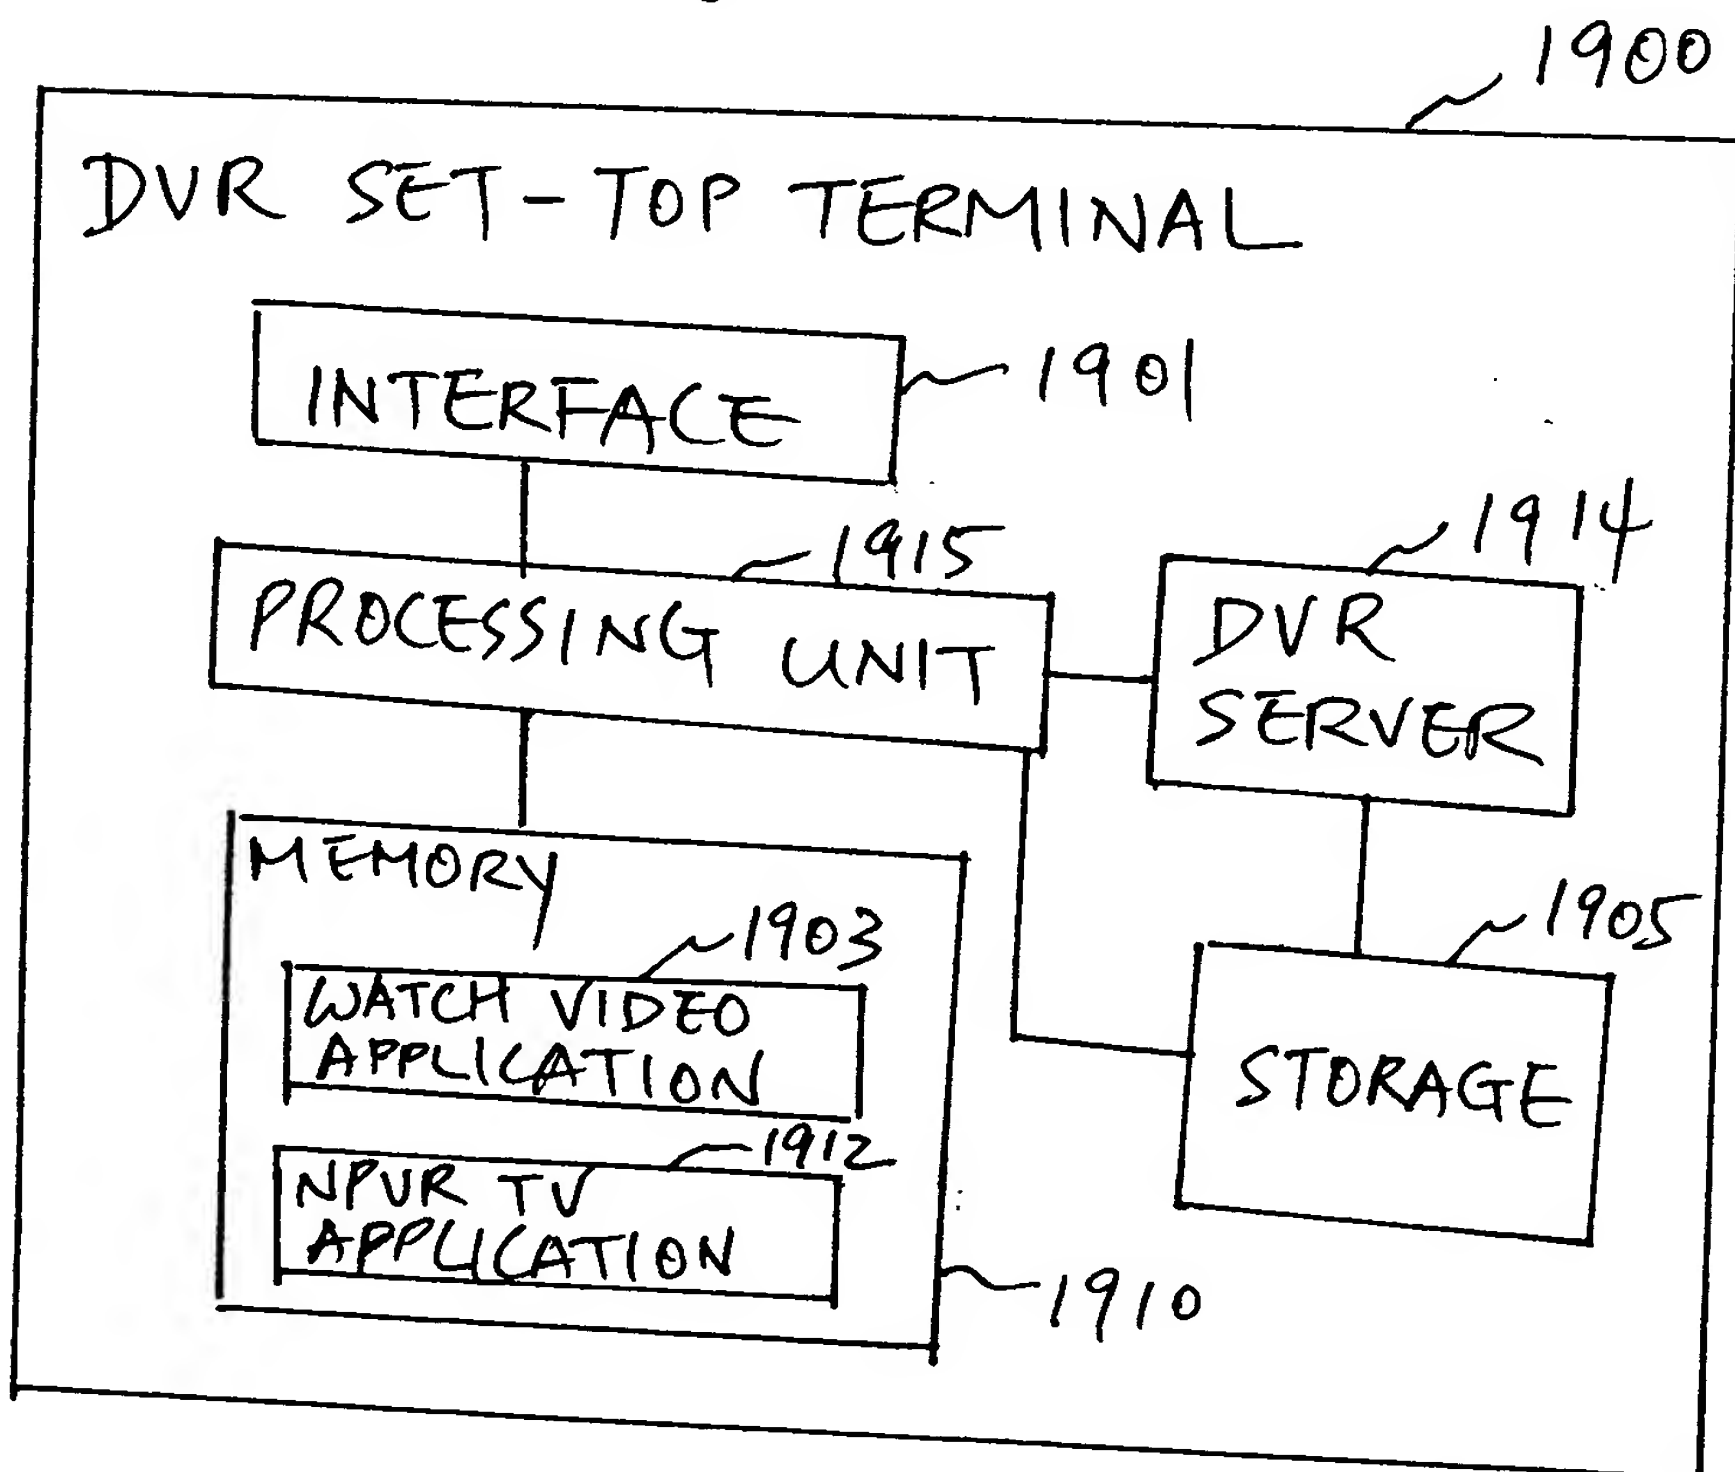 1900
DVR SET-TOP TERMINAL
INTERFACE
1901
1915
PROCESSING UNIT
1914
DVR
SERVER
MEMORY
1903
WATCH VIDEO
APPLICATION
1912
NPVR TV
APPLICATION
1910
1905
STORAGE